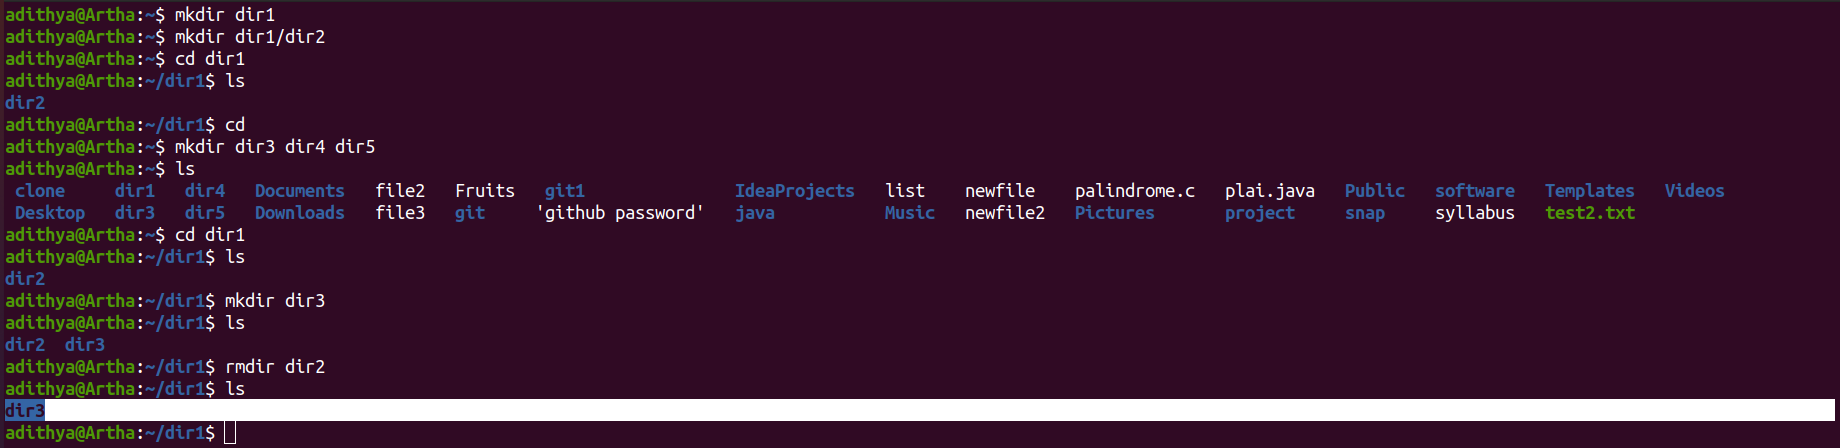 adithya@Artha:~$ mkdir dir1
adithya@Artha:~$ mkdir dir1/dir2
adithya@Artha:~$ cd dir1
adithya@Artha:~/dir1$ ls
dir2
adithya@Artha:~/dir1$ cd
adithya@Artha:~$ mkdir dir3 dir4 dir5
adithya@Artha:~$ ls
clone dir1 dir4 Documents file2 Fruits git1 IdeaProjects list newfile palindrome.c plai.java Public software Templates Videos
Desktop dir3 dir5 Downloads file3 git 'github password' java Music newfile2 Pictures project snap syllabus test2.txt
adithya@Artha:~$ cd dir1
adithya@Artha:~/dir1$ ls
dir2
adithya@Artha:~/dir1$ mkdir dir3
adithya@Artha:~/dir1$ ls
dir2 dir3
adithya@Artha:~/dir1$ rmdir dir2
adithya@Artha:~/dir1$ ls
dir3
adithya@Artha:~/dir1$